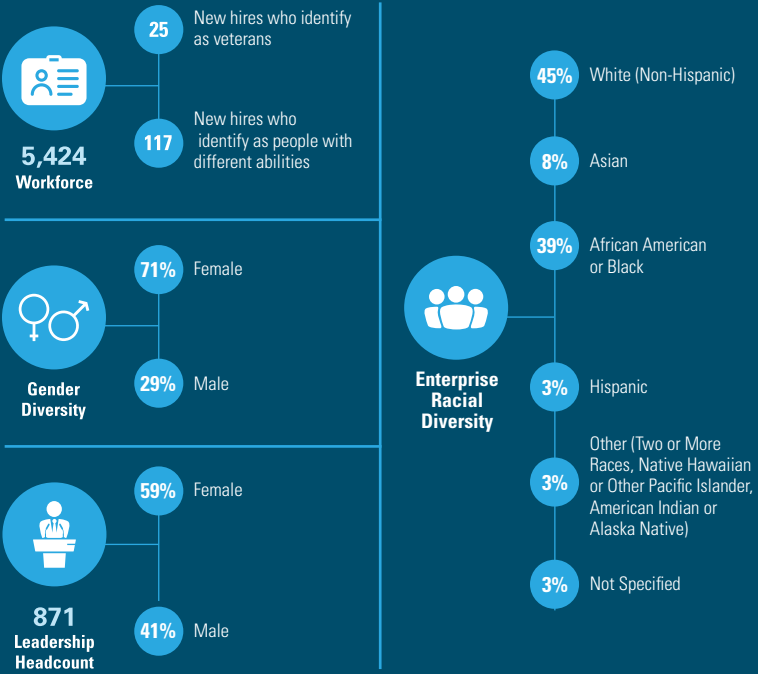 5,424
Workforce
25
New hires who identify
as veterans
117
New hires who
identify as people with
different abilities
Gender
Diversity
71%
Female
29%
Male
871
Leadership
Headcount
59%
Female
41%
Male
Enterprise
Racial
Diversity
45%
White (Non-Hispanic)
8%
Asian
39%
African American
or Black
3%
Hispanic
3%
Other (Two or More
Races, Native Hawaiian
or Other Pacific Islander,
American Indian or
Alaska Native)
3%
Not Specified